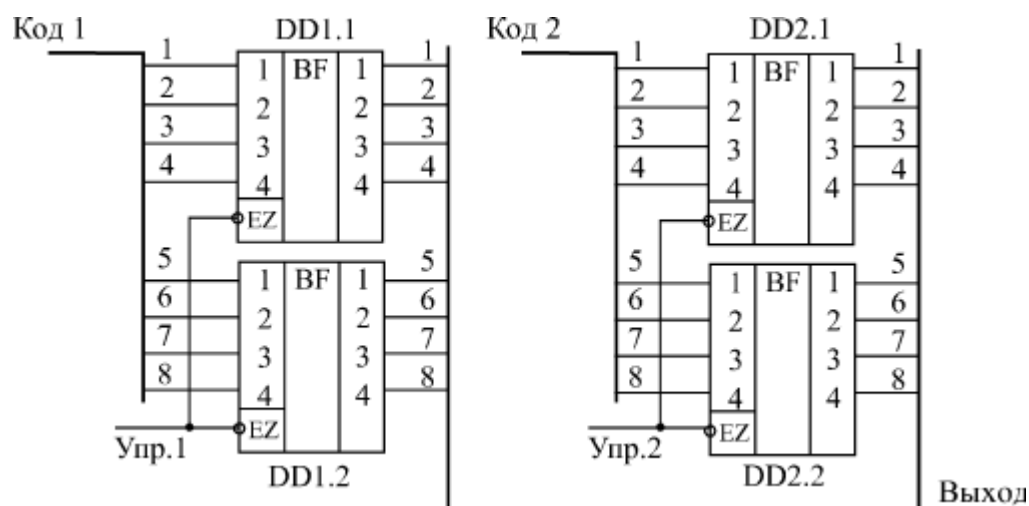 Код 1
DD1.1
Код 2
DD2.1
1 1 BF 1 1
2 2 2 2
3 3 3 3
4 4 4 4
EZ
5 1 BF 1 5
6 2 2 6
7 3 3 7
8 4 4 8
EZ
Упр.1
DD1.2
1 1 BF 1 1
2 2 2 2
3 3 3 3
4 4 4 4
EZ
5 1 BF 1 5
6 2 2 6
7 3 3 7
8 4 4 8
EZ
Упр.2
DD2.2
Выход